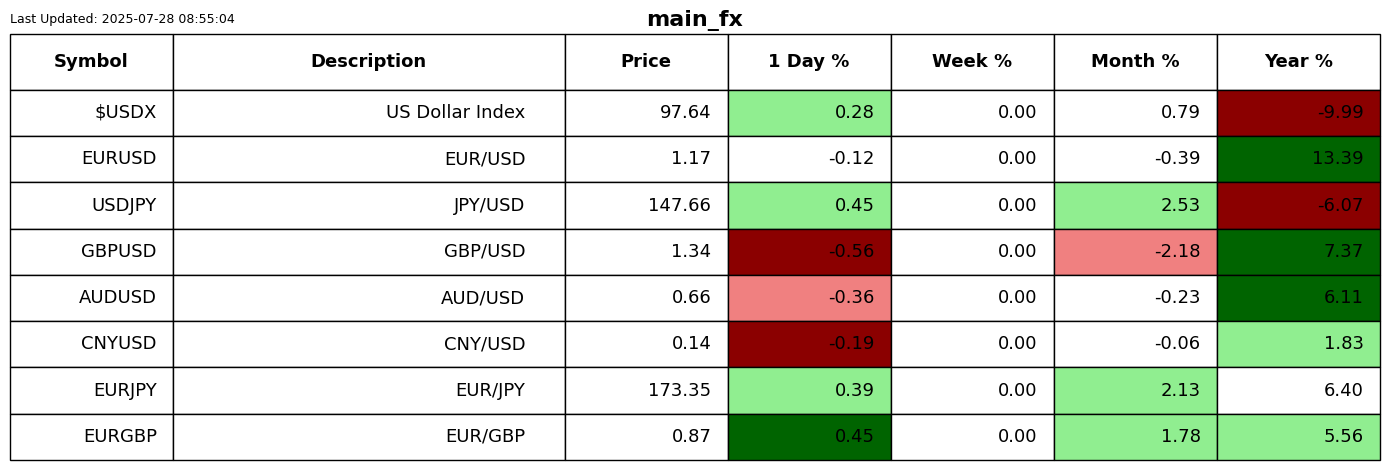 Last Updated: 2025-07-28 08:55:04
main_fx
Symbol Description Price 1 Day % Week % Month % Year %
$USDX US Dollar Index 97.64 0.28 0.00 0.79 -9.99
EURUSD EUR/USD 1.17 -0.12 0.00 -0.39 13.39
USDJPY JPY/USD 147.66 0.45 0.00 2.53 -6.07
GBPUSD GBP/USD 1.34 -0.56 0.00 -2.18 7.37
AUDUSD AUD/USD 0.66 -0.36 0.00 -0.23 6.11
CNYUSD CNY/USD 0.14 -0.19 0.00 -0.06 1.83
EURJPY EUR/JPY 173.35 0.39 0.00 2.13 6.40
EURGBP EUR/GBP 0.87 0.45 0.00 1.78 5.56